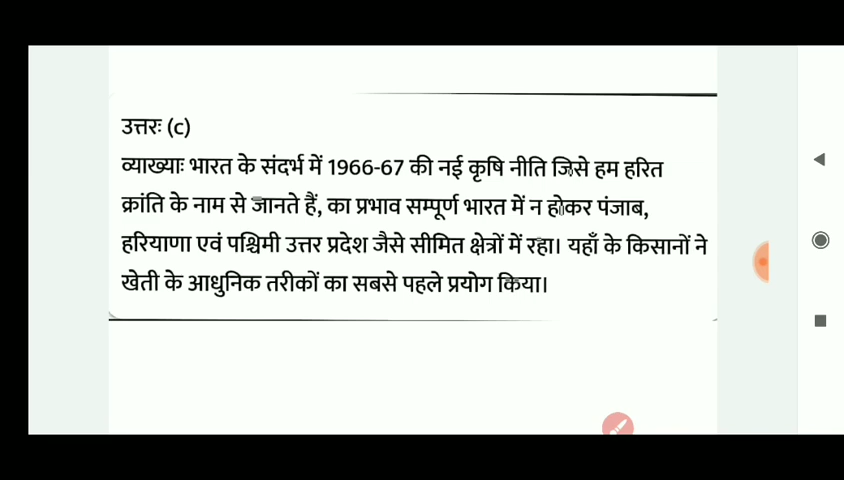 उत्तरः (c)
व्याख्याः भारत के संदर्भ में 1966-67 की नई कृषि नीति जिसे हम हरित
क्रांति के नाम से जानते हैं, का प्रभाव सम्पूर्ण भारत में न होकर पंजाब,
हरियाणा एवं पश्चिमी उत्तर प्रदेश जैसे सीमित क्षेत्रों में रहा। यहाँ के किसानों ने
खेती के आधुनिक तरीकों का सबसे पहले प्रयोग किया।